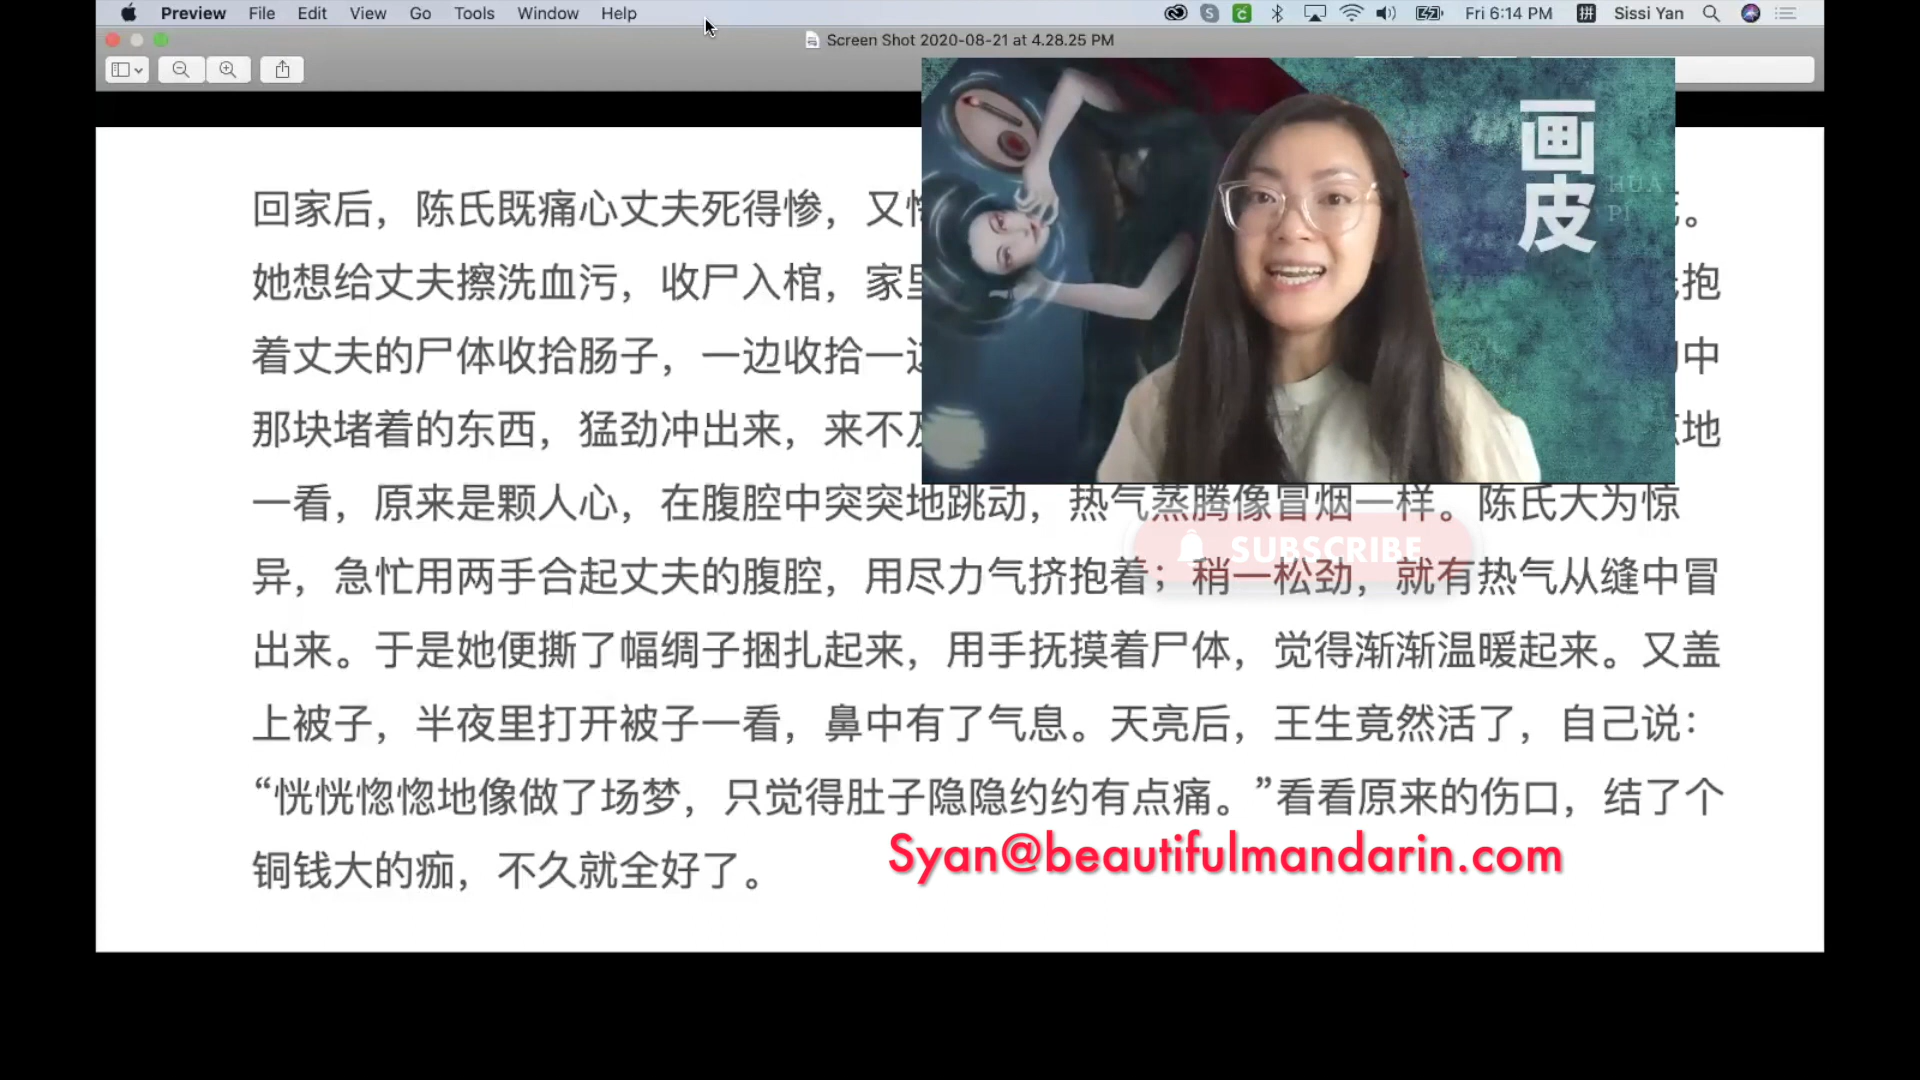 Preview File Edit View Go Tools Window Help
Fri 6:14 PM 拼 Sissi Yan
Screen Shot 2020-08-21 at 4.28.25 PM
画皮
HUA
PI
回家后，陈氏既痛心丈夫死得惨，又
。
她想给丈夫擦洗血污，收尸入棺，家
抱
着丈夫的尸体收拾肠子，一边收拾一
中
那块堵着的东西，猛劲冲出来，来不
地
一看，原来是颗人心，在腹腔中突突地跳动，热气蒸腾像冒烟一样。陈氏大为惊
SUBSCRIBE
异，急忙用两手合起丈夫的腹腔，用尽力气挤抱着；稍一松劲，就有热气从缝中冒
出来。于是她便撕了幅绸子捆扎起来，用手抚摸着尸体，觉得渐渐温暖起来。又盖
上被子，半夜里打开被子一看，鼻中有了气息。天亮后，王生竟然活了，自己说：
“恍恍惚惚地像做了场梦，只觉得肚子隐隐约约有点痛。”看看原来的伤口，结了个
铜钱大的痂，不久就全好了。
Syan@beautifulmandarin.com